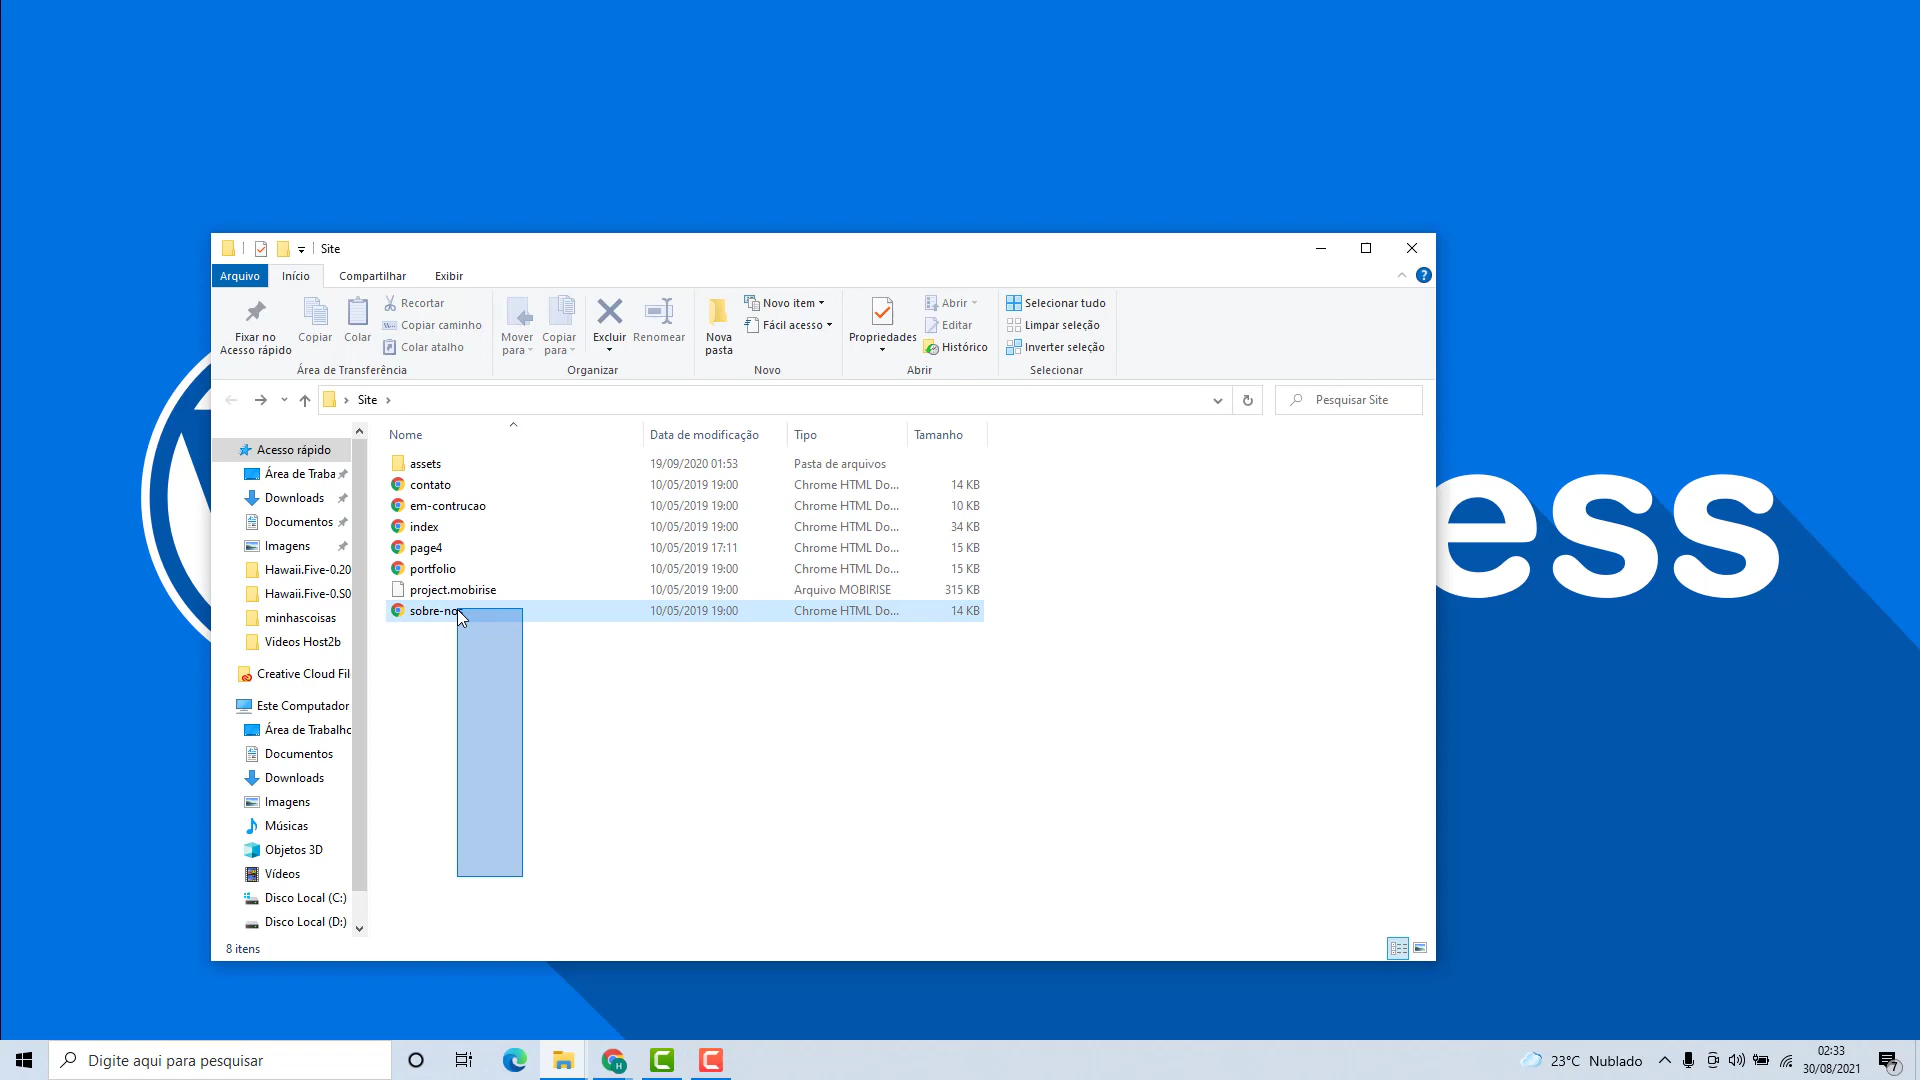 Site
Arquivo Início Compartilhar Exibir
Fixar no
Acesso rápido
Copiar
Colar
Recortar
Copiar caminho
Colar atalho
Área de Transferência
Mover
para
Copiar
para
Excluir
Renomear
Organizar
Nova
pasta
Novo item
Fácil acesso
Novo
Propriedades
Abrir
Editar
Histórico
Abrir
Selecionar tudo
Limpar seleção
Inverter seleção
Selecionar
Site
Pesquisar Site
Nome Data de modificação Tipo Tamanho
assets 19/09/2020 01:53 Pasta de arquivos
contato 10/05/2019 19:00 Chrome HTML Do... 14 KB
em-contrucao 10/05/2019 19:00 Chrome HTML Do... 10 KB
index 10/05/2019 19:00 Chrome HTML Do... 34 KB
page4 10/05/2019 17:11 Chrome HTML Do... 15 KB
portfolio 10/05/2019 19:00 Chrome HTML Do... 15 KB
project.mobirise 10/05/2019 19:00 Arquivo MOBIRISE 315 KB
sobre-no 10/05/2019 19:00 Chrome HTML Do... 14 KB
Acesso rápido
Área de Traba
Downloads
Documentos
Imagens
Hawaii.Five-0.20
Hawaii.Five-0.S0
minhascoisas
Videos Host2b
Creative Cloud Fil
Este Computador
Área de Trabalho
Documentos
Downloads
Imagens
Músicas
Objetos 3D
Vídeos
Disco Local (C:)
Disco Local (D:)
8 itens
ess
Digite aqui para pesquisar
23°C Nublado
02:33
30/08/2021
7